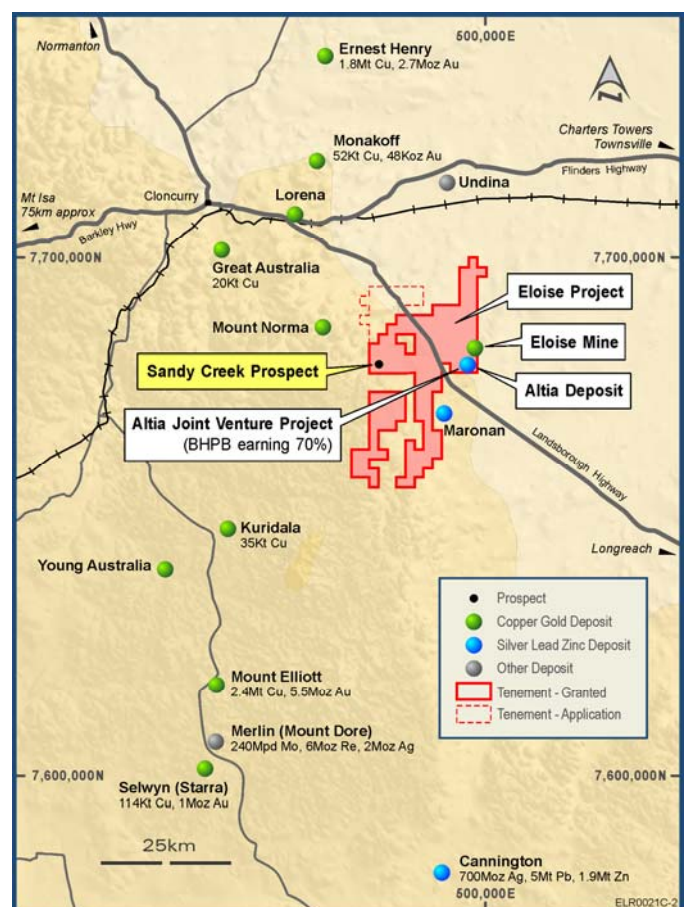 500,000E
Normanton
Ernest Henry
1.8Mt Cu, 2.7Moz Au
N
Charters Towers
Townsville
Monakoff
52Kt Cu, 48Koz Au
Flinders Highway
Undina
Mt Isa
75km approx
Cloncurry
Lorena
Barkley Hwy
Great Australia
20Kt Cu
7,700,000N
7,700,000N
Eloise Project
Mount Norma
Eloise Mine
Sandy Creek Prospect
Altia Deposit
Altia Joint Venture Project
(BHPB earning 70%)
Maronan
Landsborough Highway
Kuridala
35Kt Cu
Longreach
Young Australia
Prospect
Copper Gold Deposit
Silver Lead Zinc Deposit
Other Deposit
Tenement - Granted
Tenement - Application
Mount Elliott
2.4Mt Cu, 5.5Moz Au
Merlin (Mount Dore)
240Mpd Mo, 6Moz Re, 2Moz Ag
7,600,000N
7,600,000N
Selwyn (Starra)
114Kt Cu, 1Moz Au
25km
Cannington
700Moz Ag, 5Mt Pb, 1.9Mt Zn
500,000E
ELR0021C-2